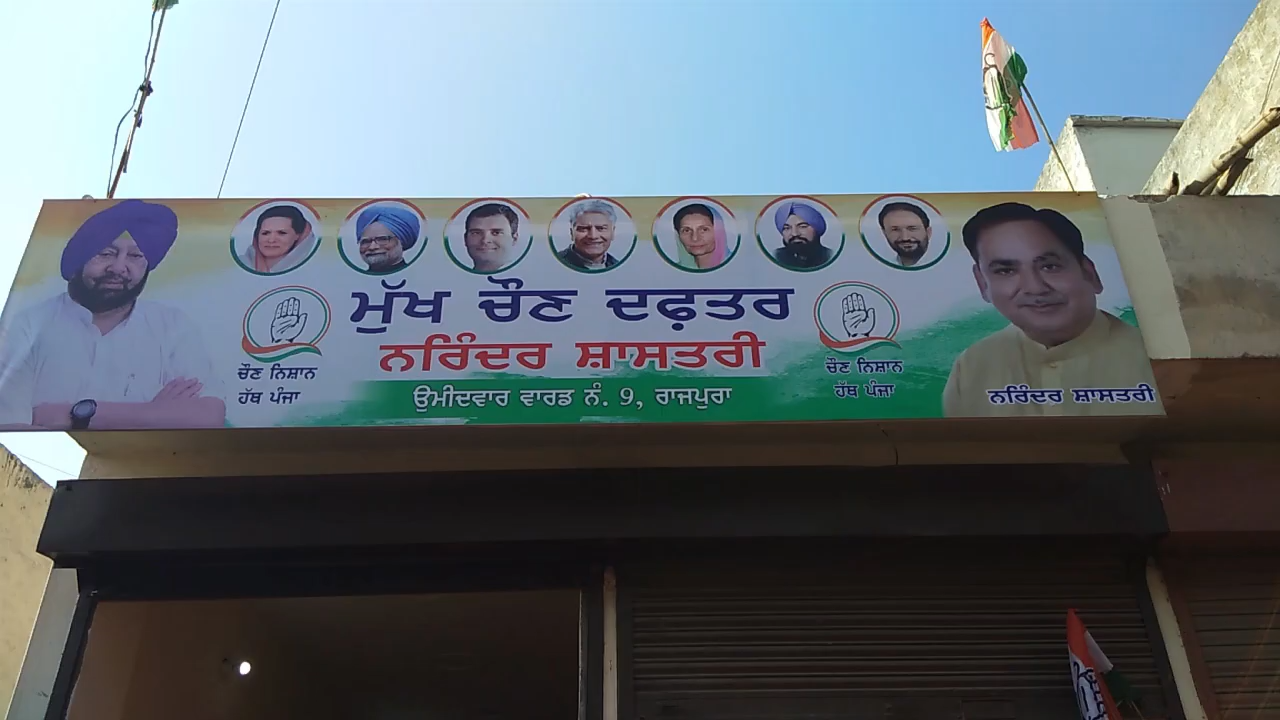 ਮੁੱਖ ਚੌਣ ਦਫ਼ਤਰ
ਨਰਿੰਦਰ ਸ਼ਾਸਤਰੀ
ਉਮੀਦਵਾਰ ਵਾਰਡ ਨੰ. 9, ਰਾਜਪੁਰਾ
ਚੌਣ ਨਿਸ਼ਾਨ
ਹੱਥ ਪੰਜਾ
ਚੌਣ ਨਿਸ਼ਾਨ
ਹੱਥ ਪੰਜਾ
ਨਰਿੰਦਰ ਸ਼ਾਸਤਰੀ